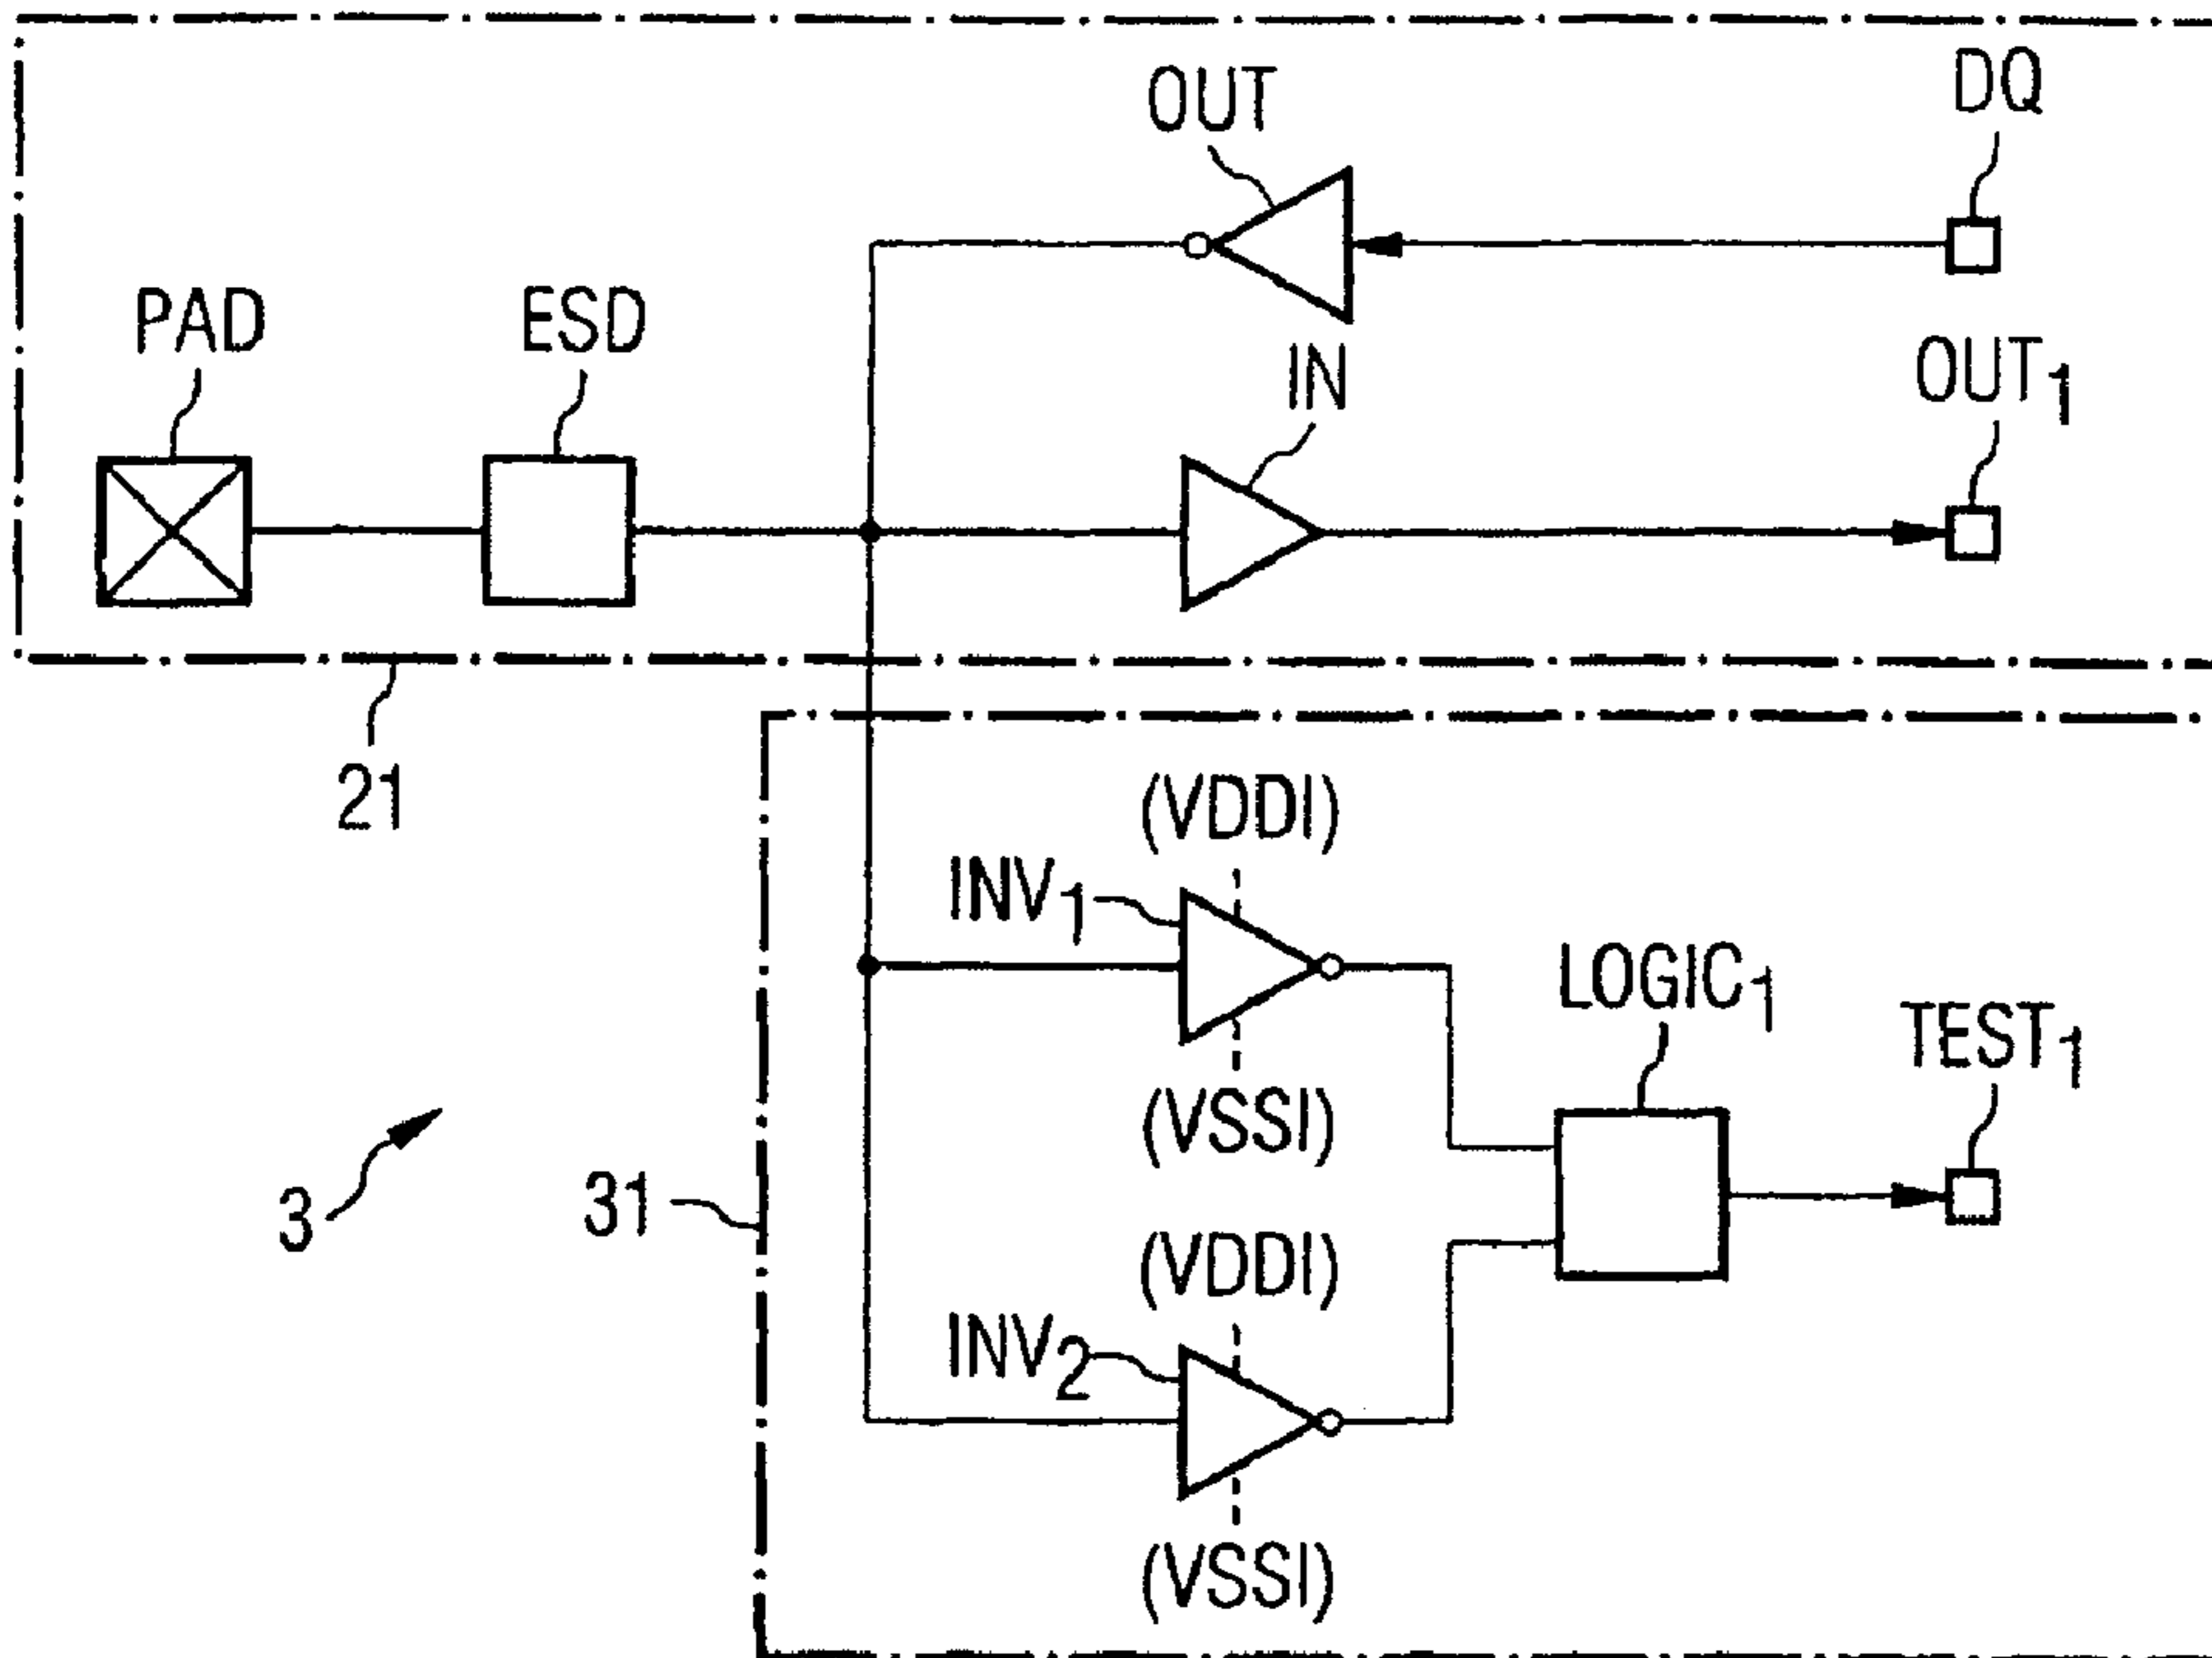 OUT
DQ
PAD
ESD
IN
OUT1
21
(VDDI)
INV1
(VSSI)
LOGIC1
TEST1
3
31
(VDDI)
INV2
(VSSI)